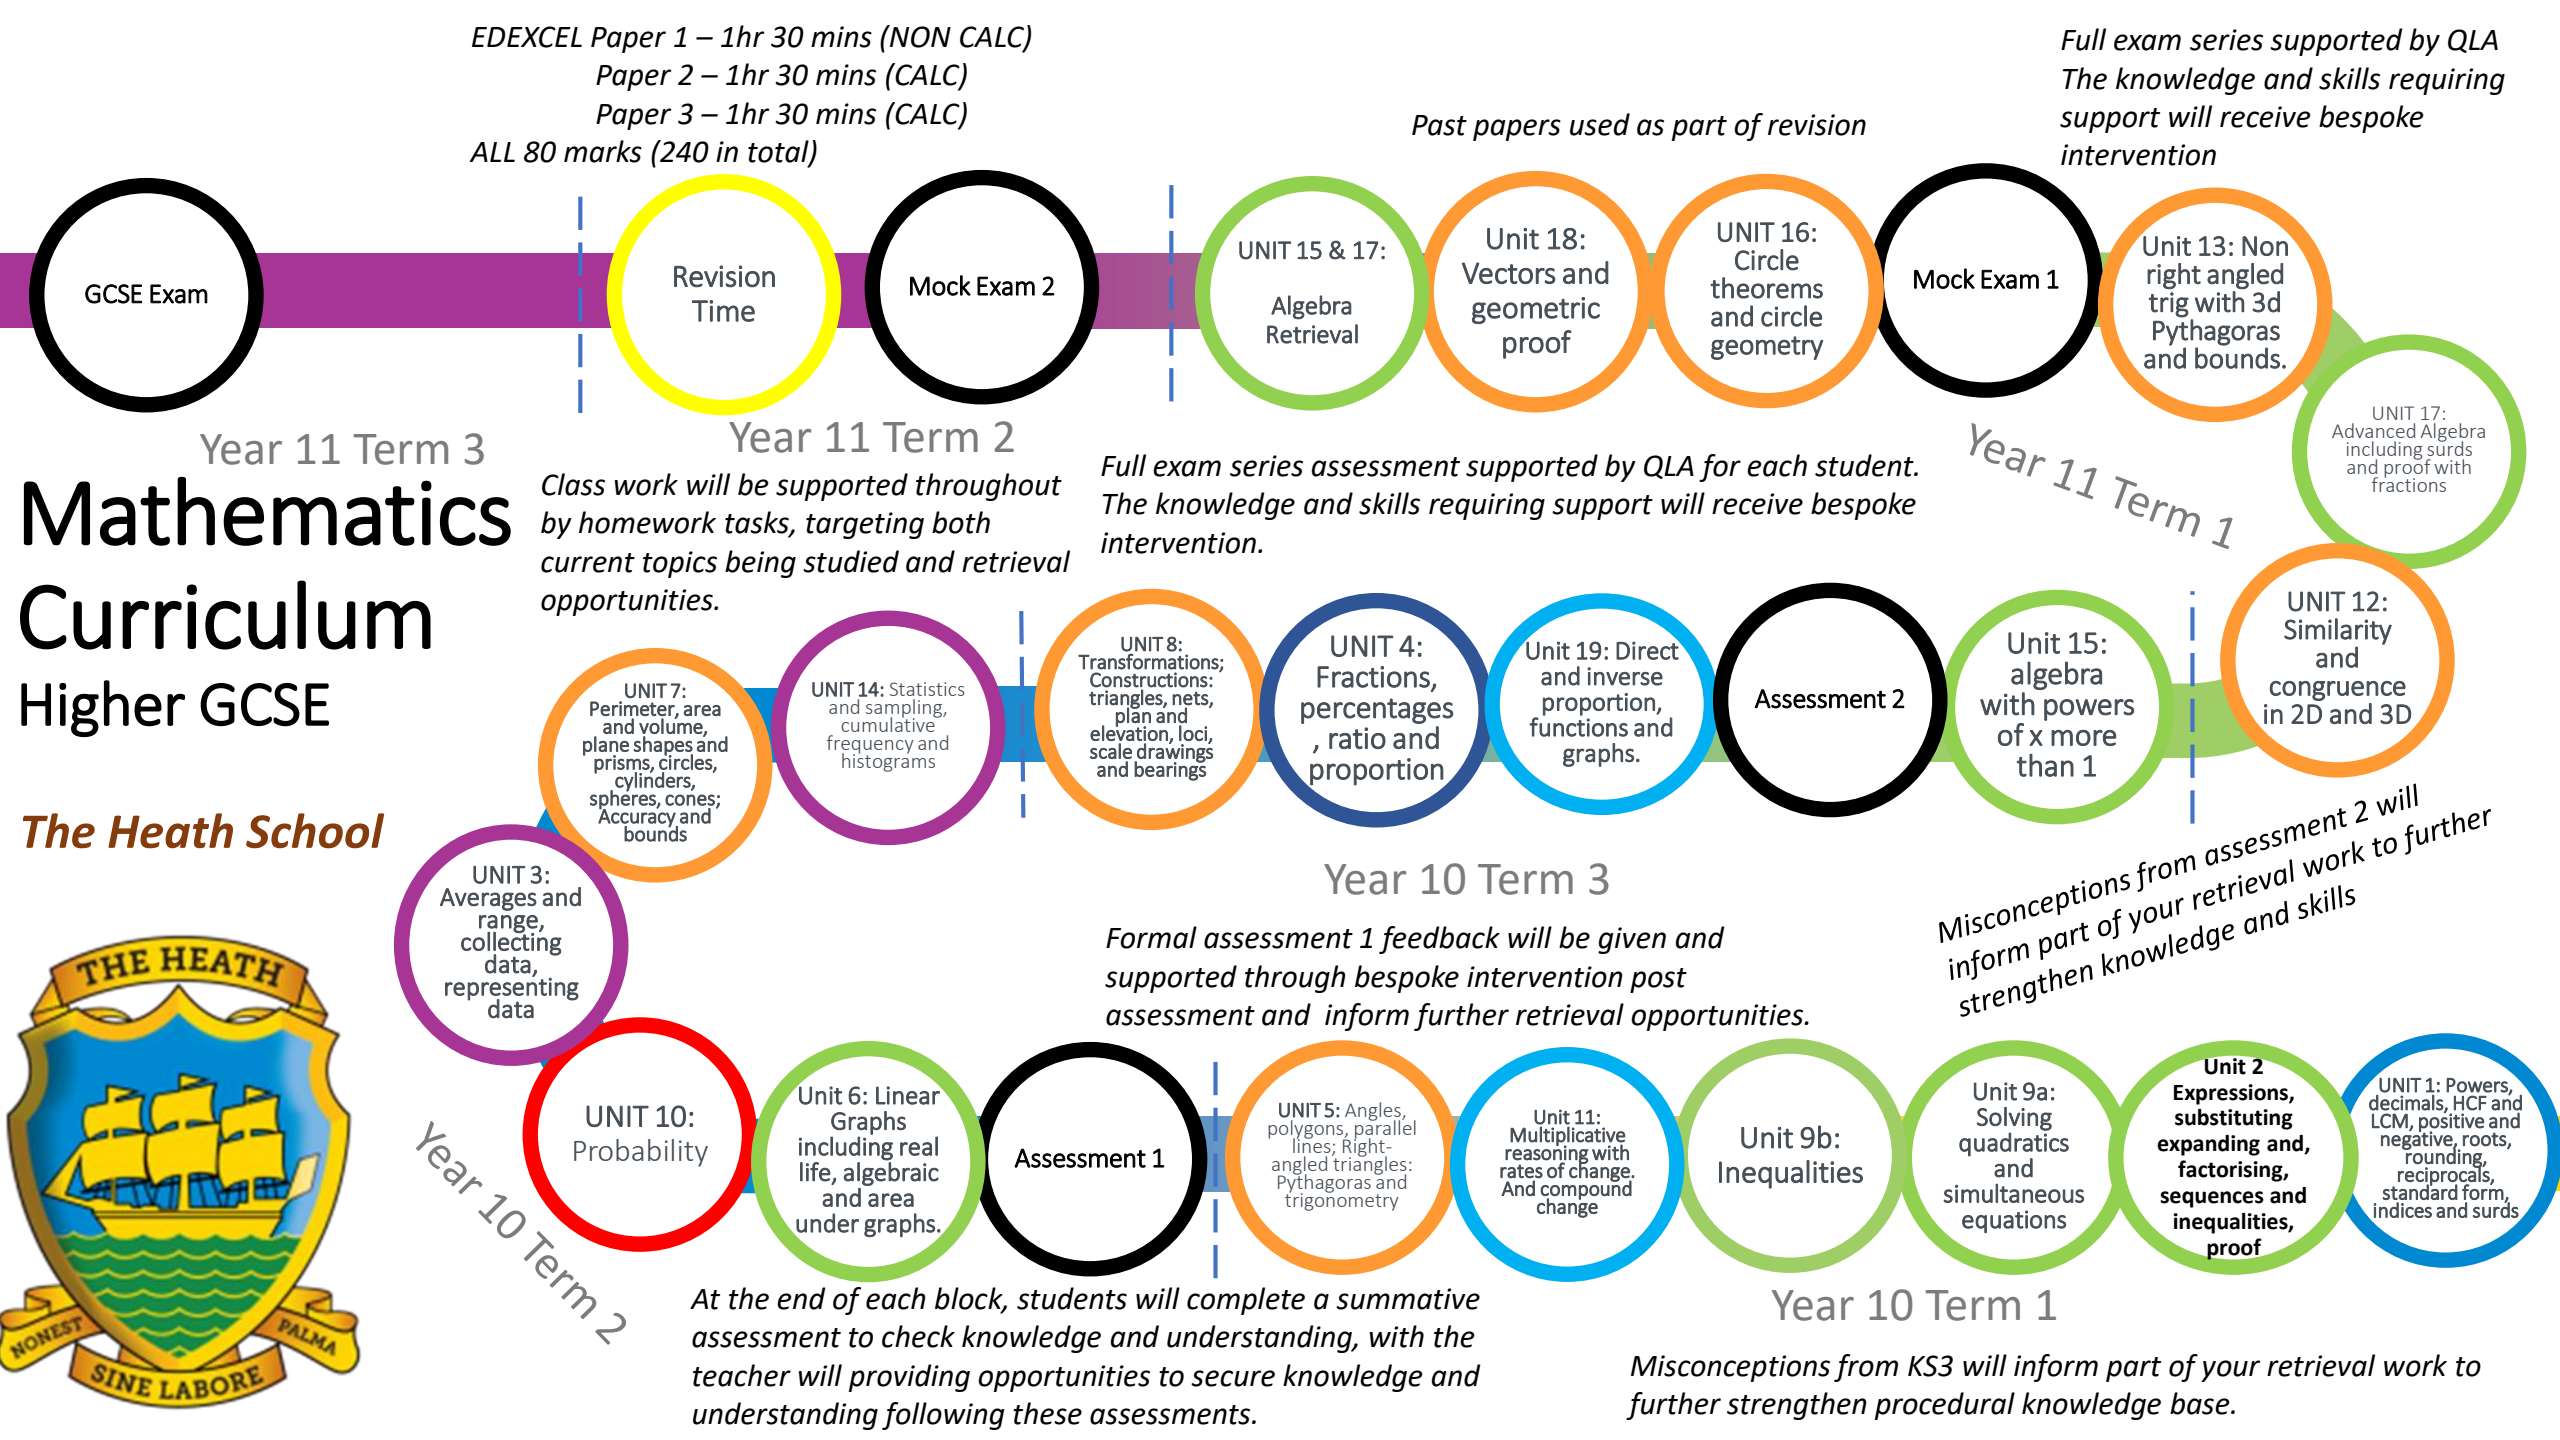 EDEXCEL Paper 1 – 1hr 30 mins (NON CALC)
Paper 2 – 1hr 30 mins (CALC)
Paper 3 – 1hr 30 mins (CALC)
ALL 80 marks (240 in total)
Past papers used as part of revision
Full exam series supported by QLA
The knowledge and skills requiring
support will receive bespoke
intervention
GCSE Exam
Revision
Time
Mock Exam 2
UNIT 15 & 17:
Algebra
Retrieval
Unit 18:
Vectors and
geometric
proof
UNIT 16:
Circle
theorems
and circle
geometry
Mock Exam 1
Unit 13: Non
right angled
trig with 3d
Pythagoras
and bounds.
UNIT 17:
Advanced Algebra
including surds
and proof with
fractions
Year 11 Term 3
Year 11 Term 2
Year 11 Term 1
Mathematics
Curriculum
Higher GCSE
The Heath School
Class work will be supported throughout
by homework tasks, targeting both
current topics being studied and retrieval
opportunities.
Full exam series assessment supported by QLA for each student.
The knowledge and skills requiring support will receive bespoke
intervention.
UNIT 7:
Perimeter, area
and volume,
plane shapes and
prisms, circles,
cylinders,
spheres, cones;
Accuracy and
bounds
UNIT 14: Statistics
and sampling,
cumulative
frequency and
histograms
UNIT 8:
Transformations;
Constructions:
triangles, nets,
plan and
elevation, loci,
scale drawings
and bearings
UNIT 4:
Fractions,
percentages
, ratio and
proportion
Unit 19: Direct
and inverse
proportion,
functions and
graphs.
Assessment 2
Unit 15:
algebra
with powers
of x more
than 1
UNIT 12:
Similarity
and
congruence
in 2D and 3D
UNIT 3:
Averages and
range,
collecting
data,
representing
data
Year 10 Term 3
Misconceptions from assessment 2 will
inform part of your retrieval work to further
strengthen knowledge and skills
Formal assessment 1 feedback will be given and
supported through bespoke intervention post
assessment and  inform further retrieval opportunities.
THE HEATH
NONEST
PALMA
SINE LABORE
UNIT 10:
Probability
Unit 6: Linear
Graphs
including real
life, algebraic
and area
under graphs.
Assessment 1
UNIT 5: Angles,
polygons, parallel
lines; Right-
angled triangles:
Pythagoras and
trigonometry
Unit 11:
Multiplicative
reasoning with
rates of change.
And compound
change
Unit 9b:
Inequalities
Unit 9a:
Solving
quadratics
and
simultaneous
equations
Unit 2
Expressions,
substituting
expanding and,
factorising,
sequences and
inequalities,
proof
UNIT 1: Powers,
decimals, HCF and
LCM, positive and
negative, roots,
rounding,
reciprocals,
standard form,
indices and surds
Year 10 Term 2
Year 10 Term 1
At the end of each block, students will complete a summative
assessment to check knowledge and understanding, with the
teacher will providing opportunities to secure knowledge and
understanding following these assessments.
Misconceptions from KS3 will inform part of your retrieval work to
further strengthen procedural knowledge base.